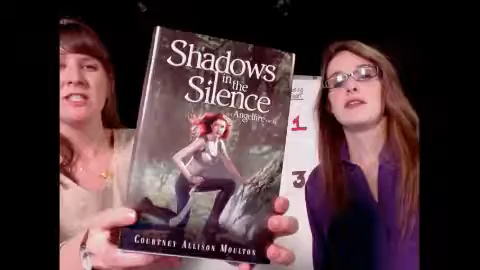 Shadows
in the
Silence
Angelfire
COURTNEY ALLISON MOULTON
1
3